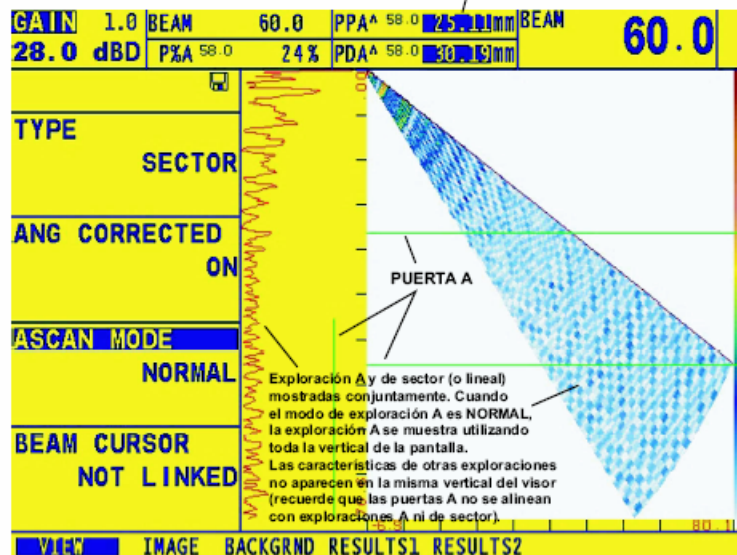 GAIN 1.0 BEAM 60.0 PPA^ 58.0 25.11mm BEAM 60.0
28.0 dBD P%A 58.0 24% PDA^ 58.0 30.19mm
TYPE
SECTOR
ANG CORRECTED
ON
PUERTA A
ASCAN MODE
NORMAL
Exploración A y de sector (o lineal)
mostradas conjuntamente. Cuando
el modo de exploración A es NORMAL,
la exploración A se muestra utilizando
toda la vertical de la pantalla.
Las características de otras exploraciones
no aparecen en la misma vertical del visor
(recuerde que las puertas A no se alinean
con exploraciones A ni de sector).
BEAM CURSOR
NOT LINKED
-6.9 80.1
VIEW IMAGE BACKGRND RESULTS1 RESULTS2